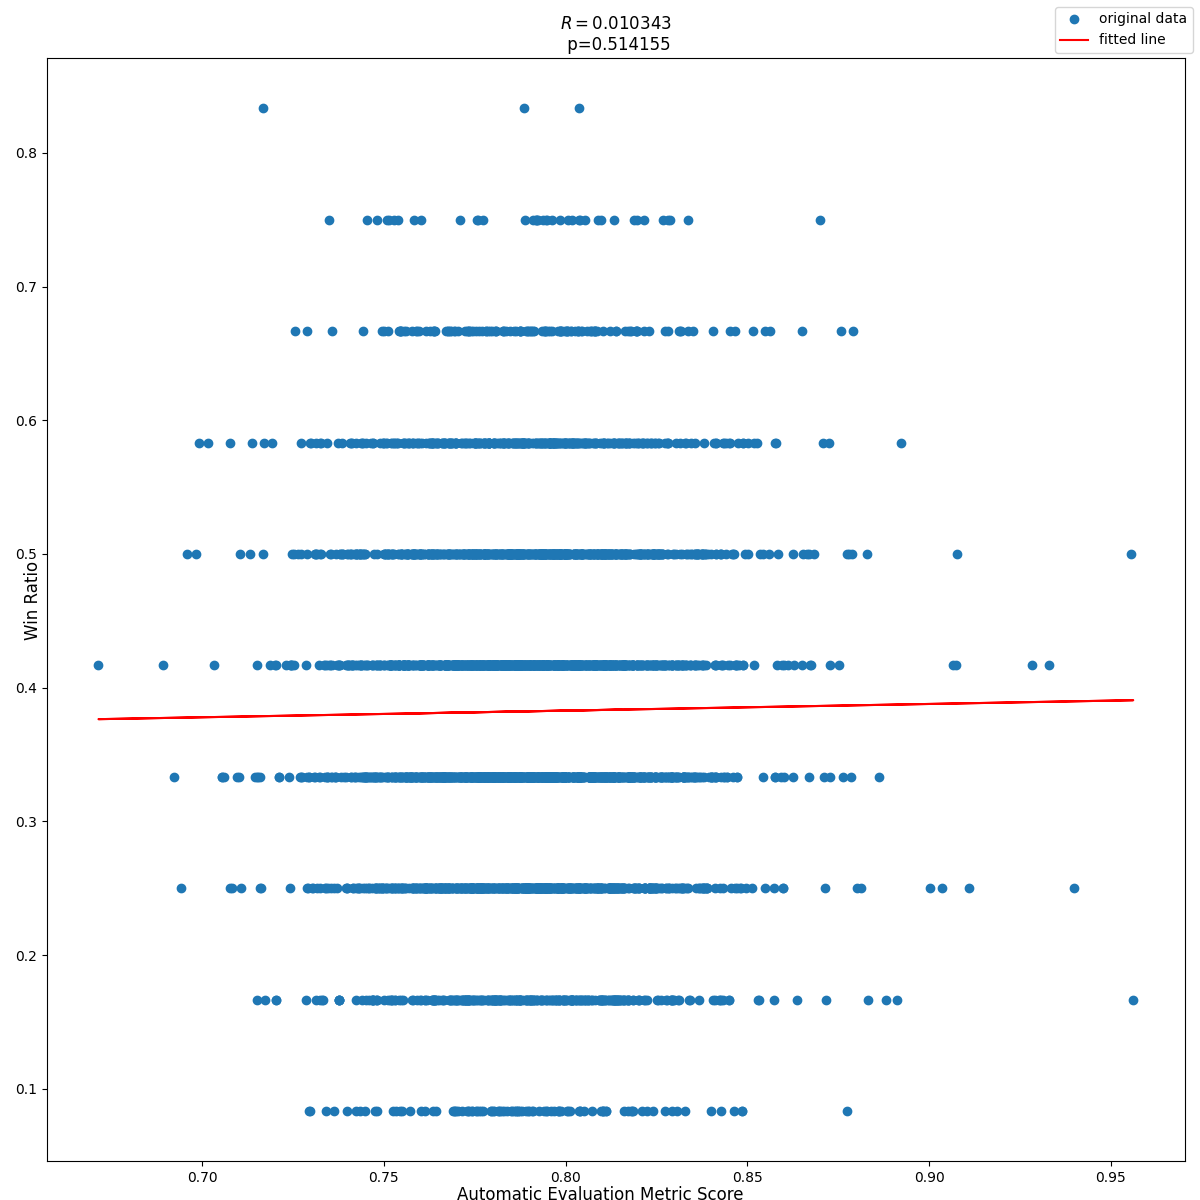 R = 0.010343
p=0.514155
original data
fitted line
0.8
0.7
0.6
0.5
0.4
0.3
0.2
0.1
Win Ratio
0.70 0.75 0.80 0.85 0.90 0.95
Automatic Evaluation Metric Score